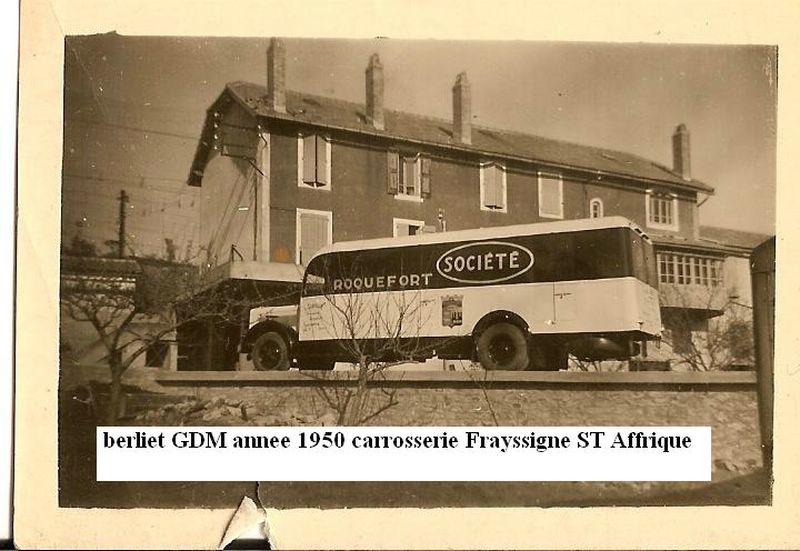 ROQUEFORT SOCIÉTÉ
berliet GDM annee 1950 carrosserie Frayssigne ST Affrique